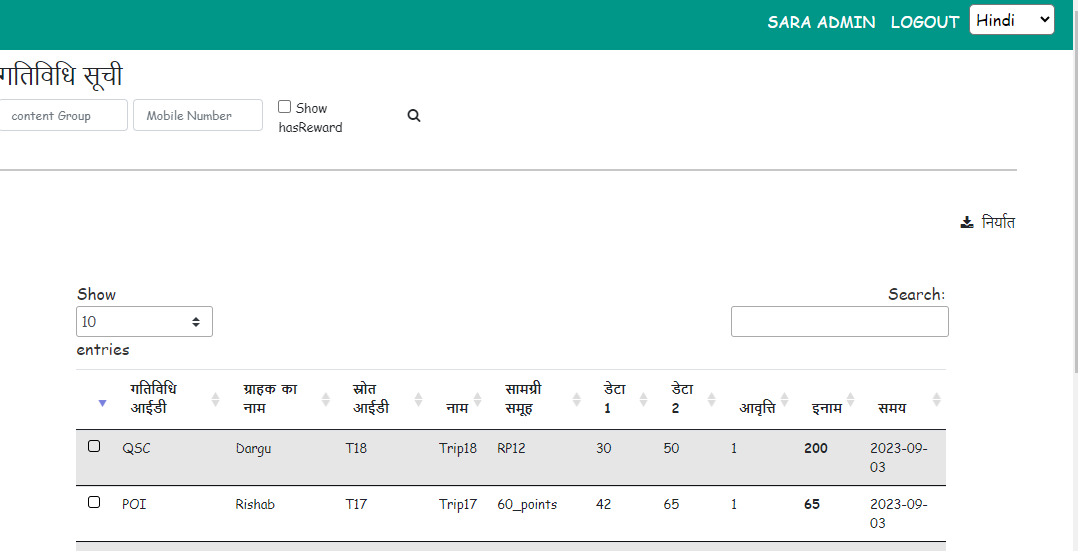 SARA ADMIN LOGOUT Hindi
गतिविधि सूची
content Group Mobile Number Show
hasReward
निर्यात
Show Search:
10
entries
गतिविधि ग्राहक का स्रोत सामग्री डेटा डेटा
आईडी नाम आईडी नाम समूह 1 2 आवृत्ति इनाम समय
QSC Dargu T18 Trip18 RP12 30 50 1 200 2023-09-
03
POI Rishab T17 Trip17 60_points 42 65 1 65 2023-09-
03